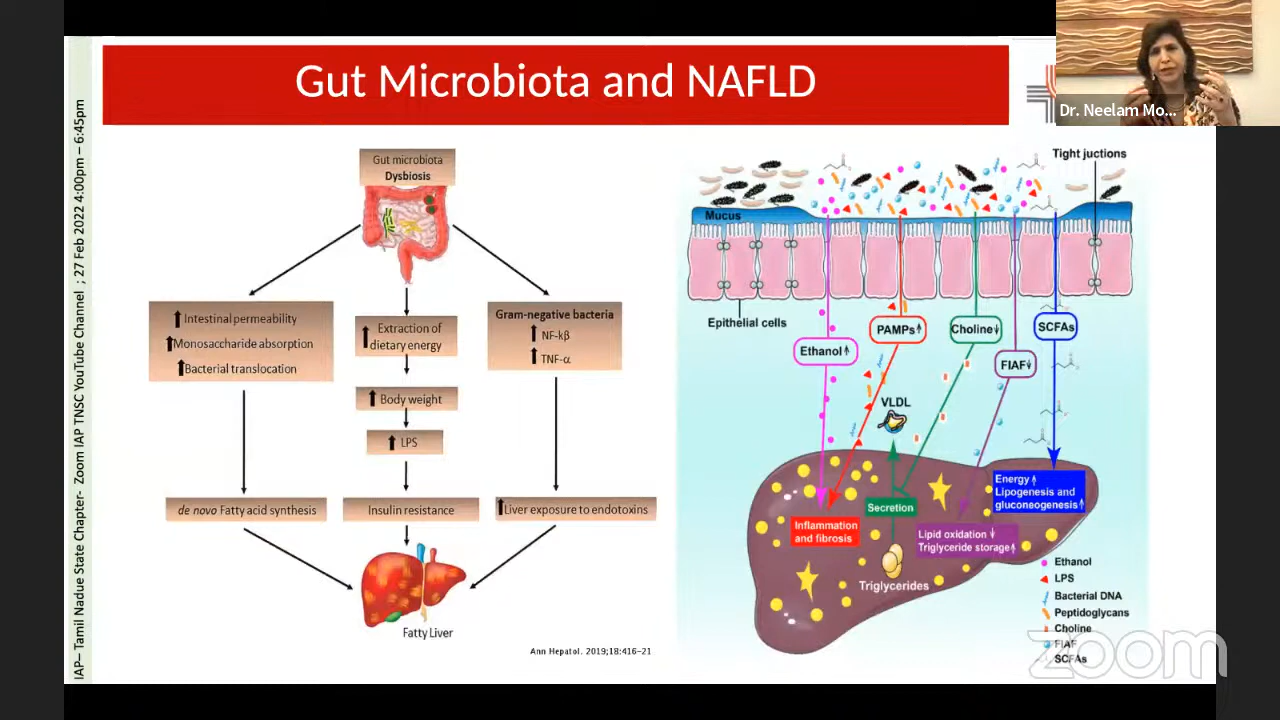 Gut Microbiota and NAFLD
Dr. Neelam Mo...
IAP– Tamil Nadue State Chapter- Zoom IAP TNSC YouTube Channel ; 27 Feb 2022 4:00pm – 6:45pm
Gut microbiota
Dysbiosis
Intestinal permeability
Monosaccharide absorption
Bacterial translocation
Extraction of
dietary energy
Body weight
LPS
Gram-negative bacteria
NF-kβ
TNF-α
de novo Fatty acid synthesis
Insulin resistance
Liver exposure to endotoxins
Fatty Liver
Ann Hepatol. 2019;18:416–21
Tight juctions
Mucus
Epithelial cells
Ethanol
PAMPs
Choline
FIAF
SCFAs
VLDL
Inflammation
and fibrosis
Secretion
Triglycerides
Lipid oxidation
Triglyceride storage
Energy
Lipogenesis and
gluconeogenesis
Ethanol
LPS
Bacterial DNA
Peptidoglycans
Choline
FIAF
SCFAs
zoom